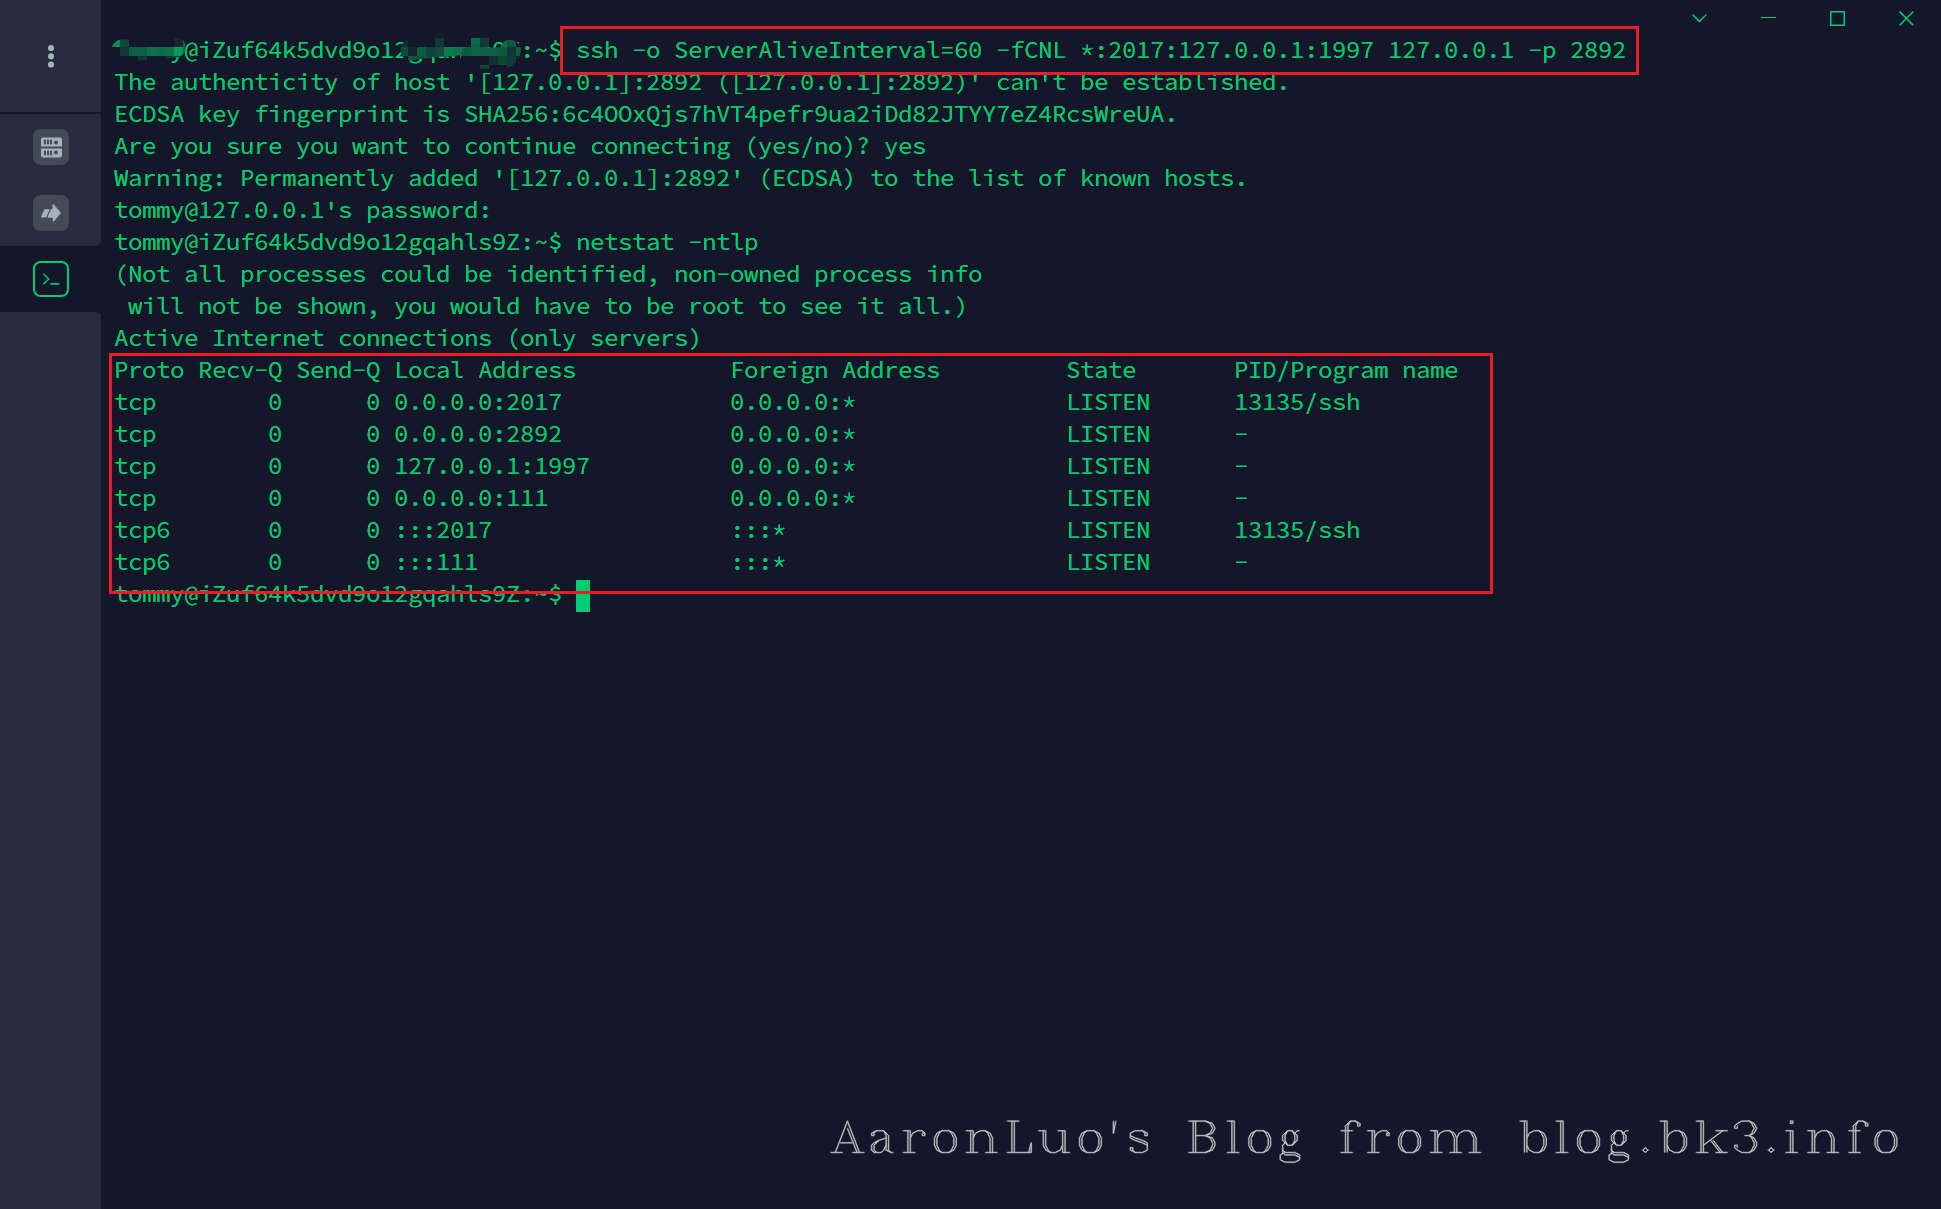 @iZuf64k5dvd9o12gqa :~$ ssh -o ServerAliveInterval=60 -fCNL *:2017:127.0.0.1:1997 127.0.0.1 -p 2892
The authenticity of host '[127.0.0.1]:2892 ([127.0.0.1]:2892)' can't be established.
ECDSA key fingerprint is SHA256:6c4OOxQjs7hVT4pefr9ua2iDd82JTYY7eZ4RcsWreUA.
Are you sure you want to continue connecting (yes/no)? yes
Warning: Permanently added '[127.0.0.1]:2892' (ECDSA) to the list of known hosts.
tommy@127.0.0.1's password:
tommy@iZuf64k5dvd9o12gqahls9Z:~$ netstat -ntlp
(Not all processes could be identified, non-owned process info
 will not be shown, you would have to be root to see it all.)
Active Internet connections (only servers)
Proto Recv-Q Send-Q Local Address           Foreign Address         State       PID/Program name
tcp        0      0 0.0.0.0:2017            0.0.0.0:*               LISTEN      13135/ssh
tcp        0      0 0.0.0.0:2892            0.0.0.0:*               LISTEN      -
tcp        0      0 127.0.0.1:1997          0.0.0.0:*               LISTEN      -
tcp        0      0 0.0.0.0:111             0.0.0.0:*               LISTEN      -
tcp6       0      0 :::2017                 :::*                    LISTEN      13135/ssh
tcp6       0      0 :::111                  :::*                    LISTEN      -
tommy@iZuf64k5dvd9o12gqahls9Z:~$
AaronLuo's Blog from blog.bk3.info